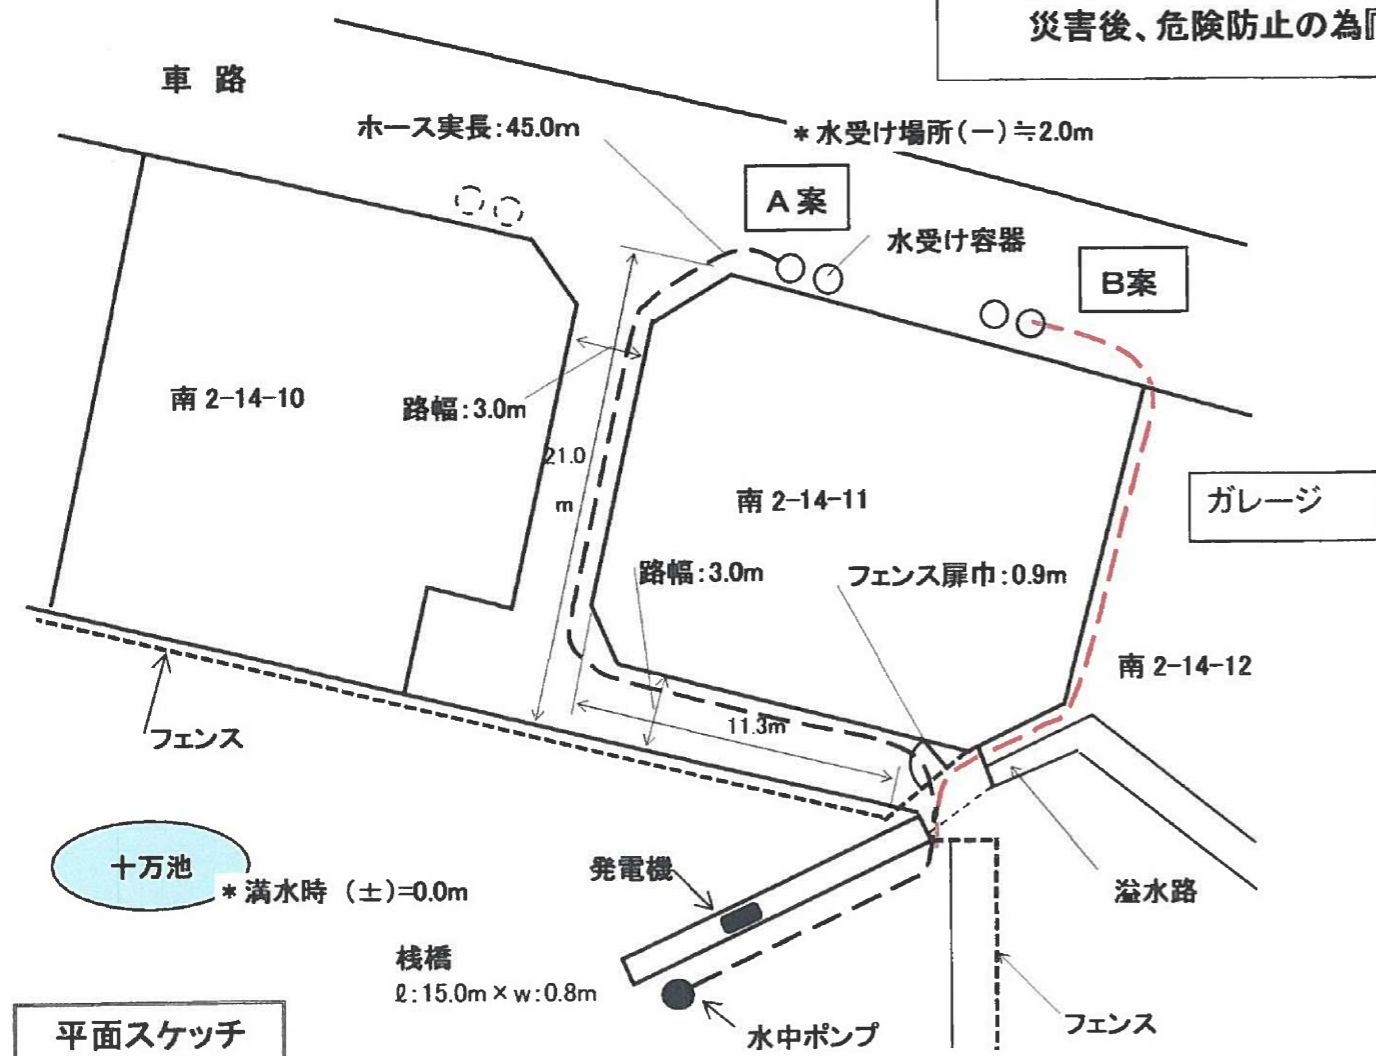 災害後、危険防止の為『
車 路
ホース実長:45.0m
*水受け場所(-)≒2.0m
A案
水受け容器
B案
南 2-14-10
路幅:3.0m
21.0
m
南 2-14-11
ガレージ
路幅:3.0m
フェンス扉巾:0.9m
南 2-14-12
11.3m
フェンス
十万池
*満水時 (±)=0.0m
発電機
溢水路
桟橋
ℓ:15.0m×w:0.8m
水中ポンプ
フェンス
平面スケッチ